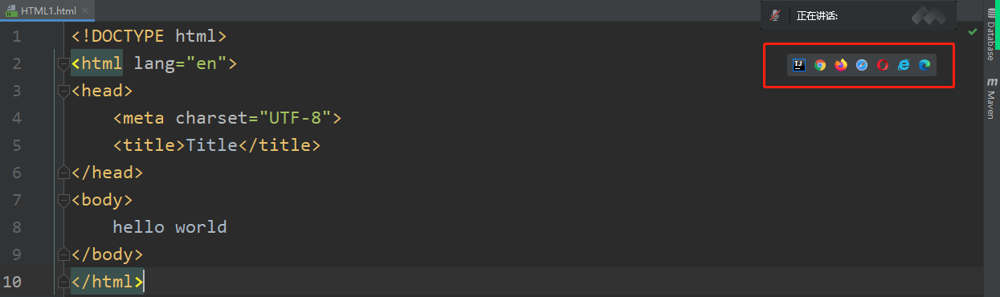 HTML1.html
正在讲话:
1 <!DOCTYPE html>
2 <html lang="en">
3 <head>
4     <meta charset="UTF-8">
5     <title>Title</title>
6 </head>
7 <body>
8     hello world
9 </body>
10 </html>
IJ
Database
m Maven